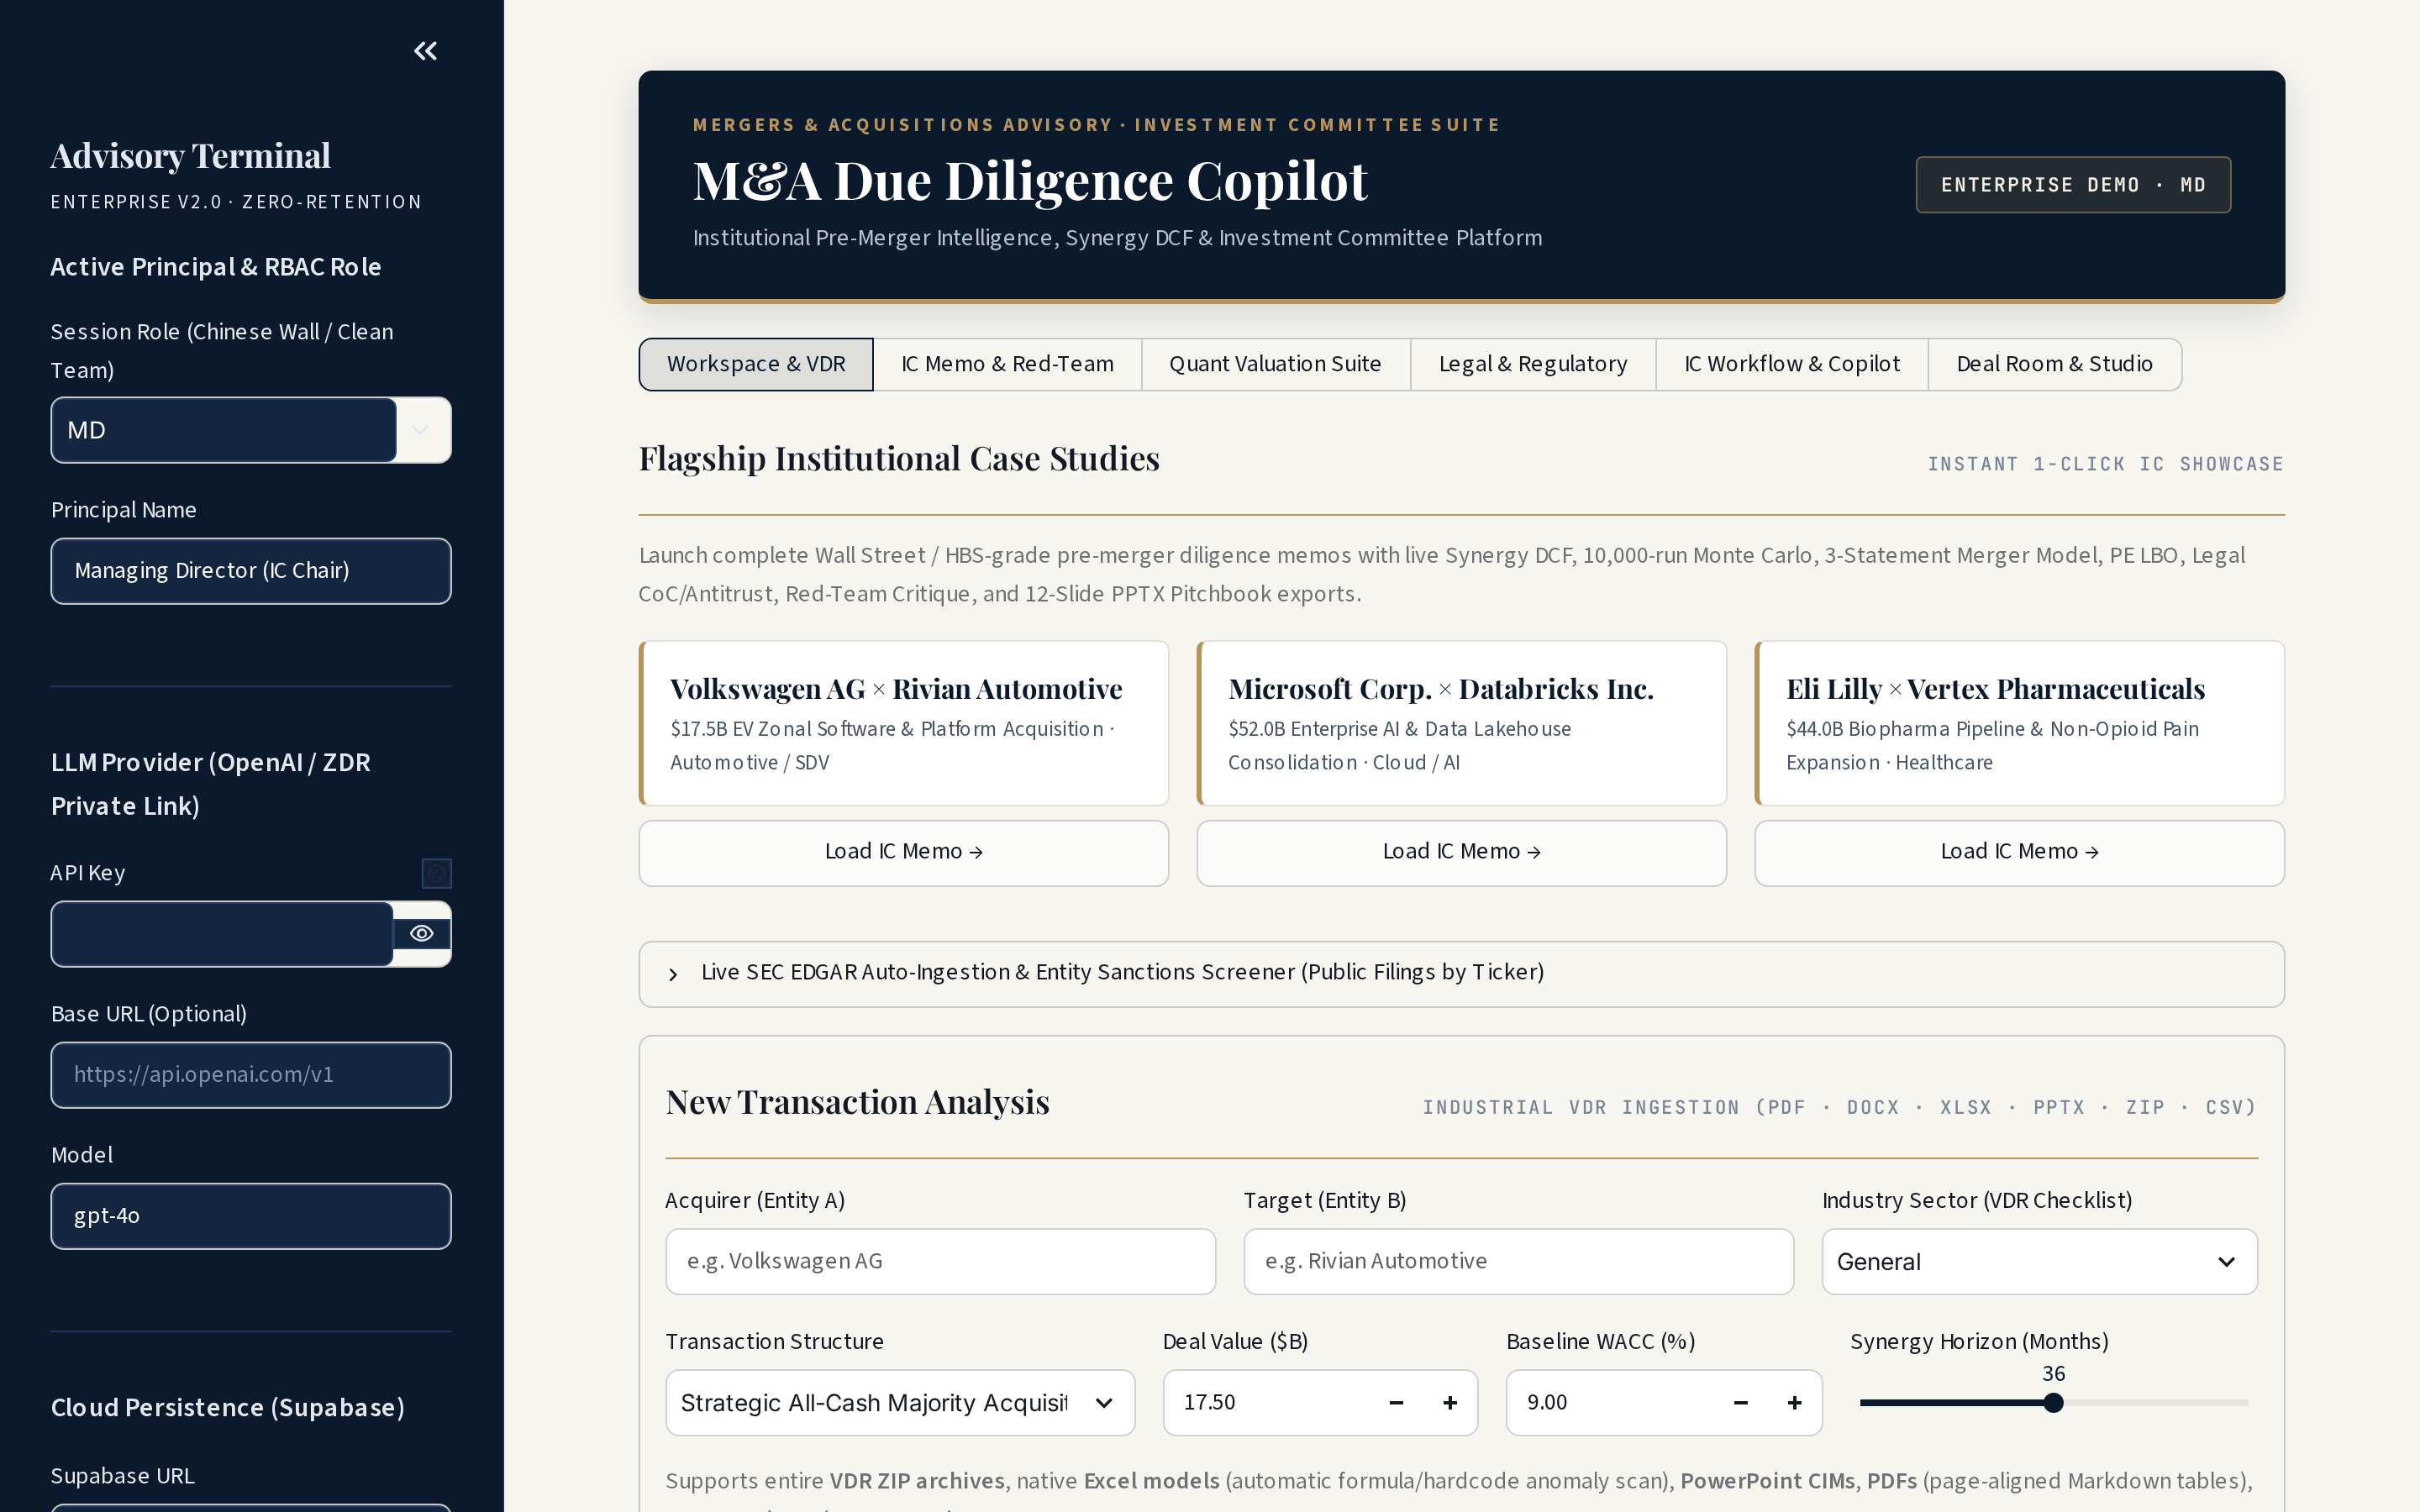 Advisory Terminal
ENTERPRISE V2.0 · ZERO-RETENTION
Active Principal & RBAC Role
Session Role (Chinese Wall / Clean
Team)
MD
Principal Name
Managing Director (IC Chair)
LLM Provider (OpenAI / ZDR
Private Link)
API Key
Base URL (Optional)
https://api.openai.com/v1
Model
gpt-4o
Cloud Persistence (Supabase)
Supabase URL
MERGERS & ACQUISITIONS ADVISORY · INVESTMENT COMMITTEE SUITE
M&A Due Diligence Copilot
Institutional Pre-Merger Intelligence, Synergy DCF & Investment Committee Platform
ENTERPRISE DEMO · MD
Workspace & VDR
IC Memo & Red-Team
Quant Valuation Suite
Legal & Regulatory
IC Workflow & Copilot
Deal Room & Studio
Flagship Institutional Case Studies
INSTANT 1-CLICK IC SHOWCASE
Launch complete Wall Street / HBS-grade pre-merger diligence memos with live Synergy DCF, 10,000-run Monte Carlo, 3-Statement Merger Model, PE LBO, Legal
CoC/Antitrust, Red-Team Critique, and 12-Slide PPTX Pitchbook exports.
Volkswagen AG × Rivian Automotive
$17.5B EV Zonal Software & Platform Acquisition ·
Automotive / SDV
Load IC Memo →
Microsoft Corp. × Databricks Inc.
$52.0B Enterprise AI & Data Lakehouse
Consolidation · Cloud / AI
Load IC Memo →
Eli Lilly × Vertex Pharmaceuticals
$44.0B Biopharma Pipeline & Non-Opioid Pain
Expansion · Healthcare
Load IC Memo →
Live SEC EDGAR Auto-Ingestion & Entity Sanctions Screener (Public Filings by Ticker)
New Transaction Analysis
INDUSTRIAL VDR INGESTION (PDF · DOCX · XLSX · PPTX · ZIP · CSV)
Acquirer (Entity A)
e.g. Volkswagen AG
Target (Entity B)
e.g. Rivian Automotive
Industry Sector (VDR Checklist)
General
Transaction Structure
Strategic All-Cash Majority Acquisit
Deal Value ($B)
17.50
Baseline WACC (%)
9.00
Synergy Horizon (Months)
36
Supports entire VDR ZIP archives, native Excel models (automatic formula/hardcode anomaly scan), PowerPoint CIMs, PDFs (page-aligned Markdown tables),